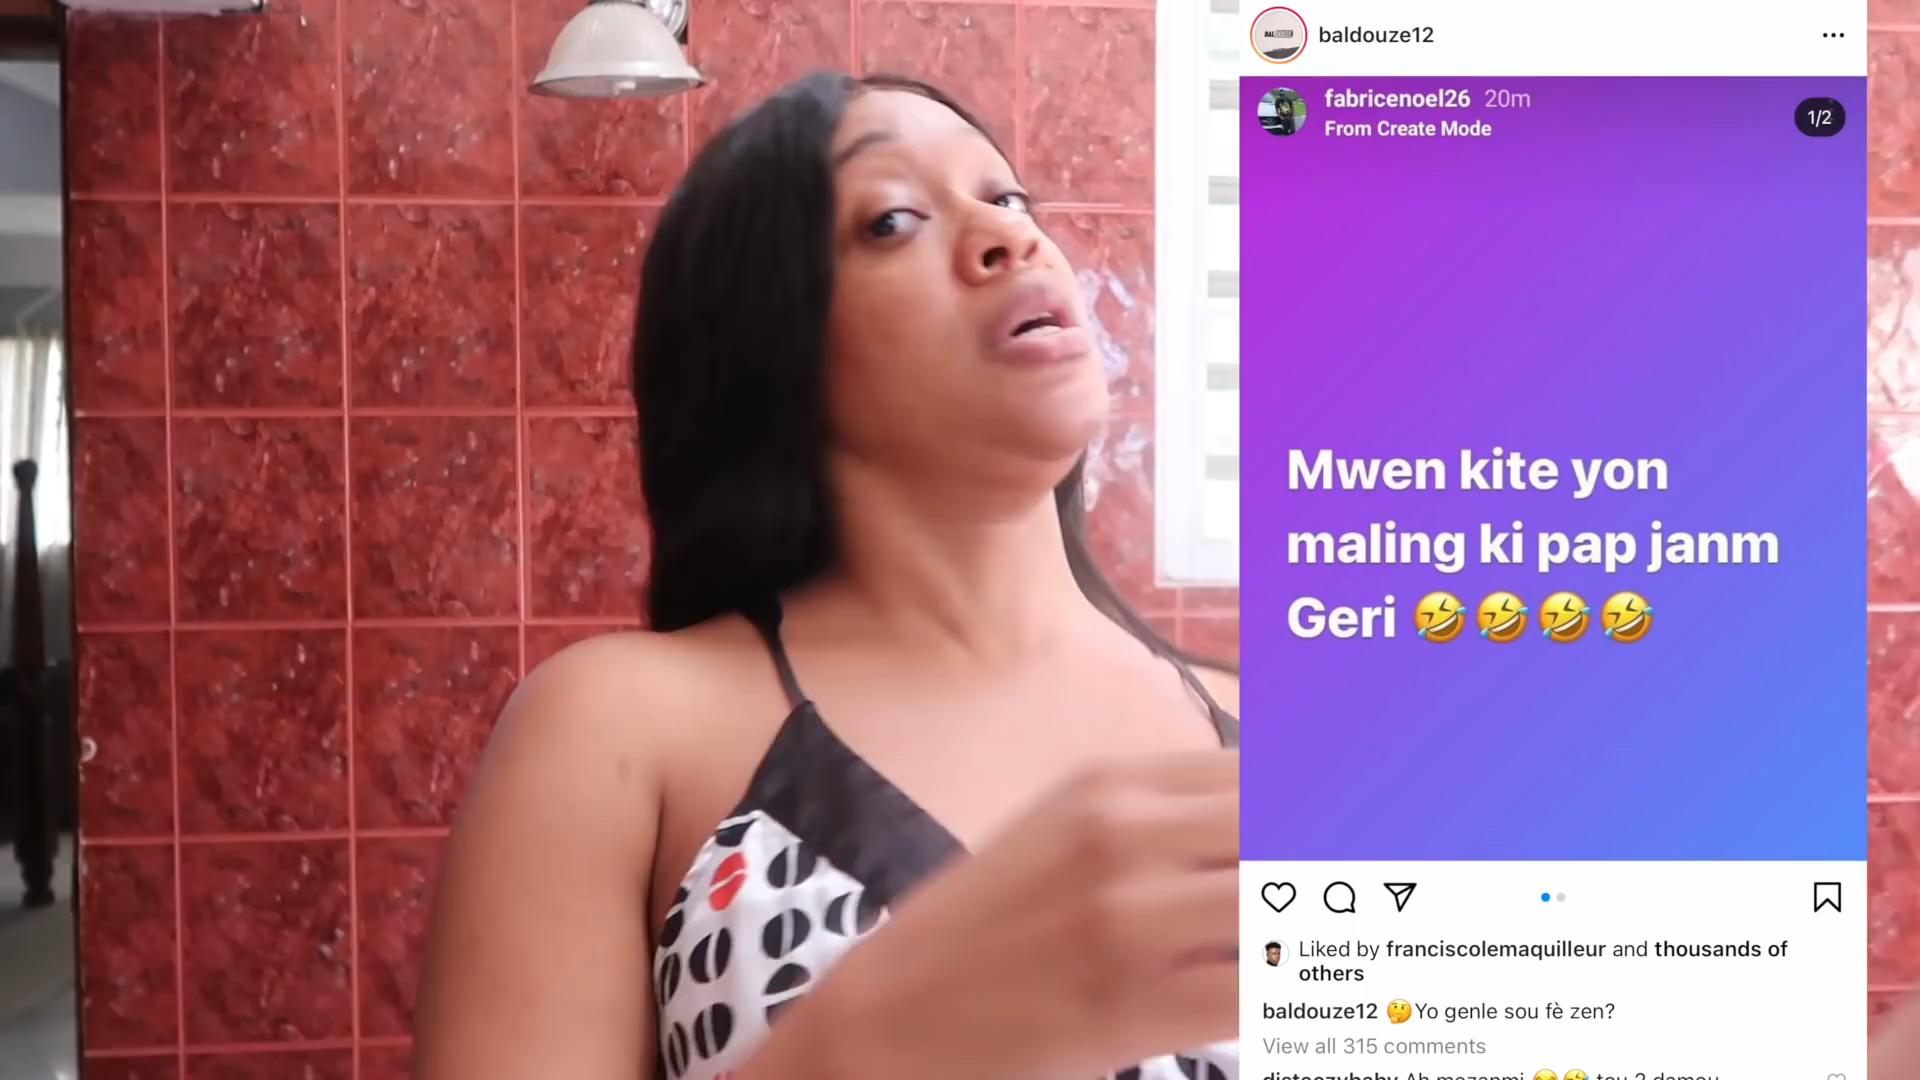 baldouze12
fabricenoel26 20m
From Create Mode
1/2
Mwen kite yon
maling ki pap janm
Geri 🤣🤣🤣🤣
Liked by franciscolemaquilleur and thousands of
others
baldouze12 🤔Yo genle sou fè zen?
View all 315 comments